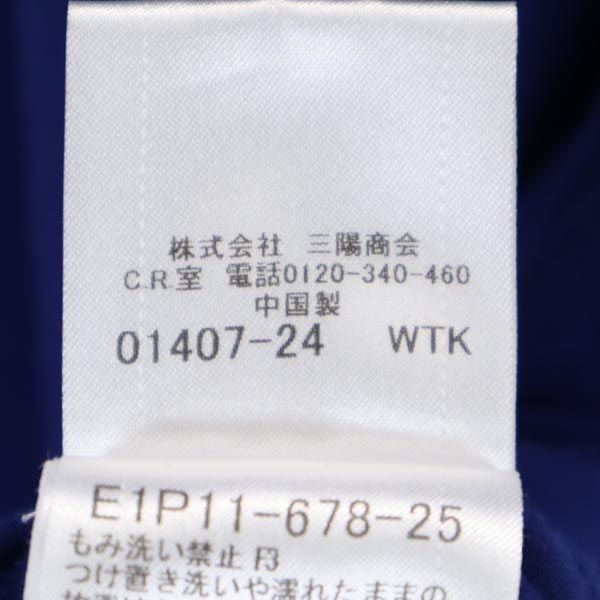 株式会社 三陽商会
C.R.室 電話0120-340-460
中国製
01407-24 WTK
E1P11-678-25
もみ洗い禁止 F3
つけ置き洗いや濡れたままの